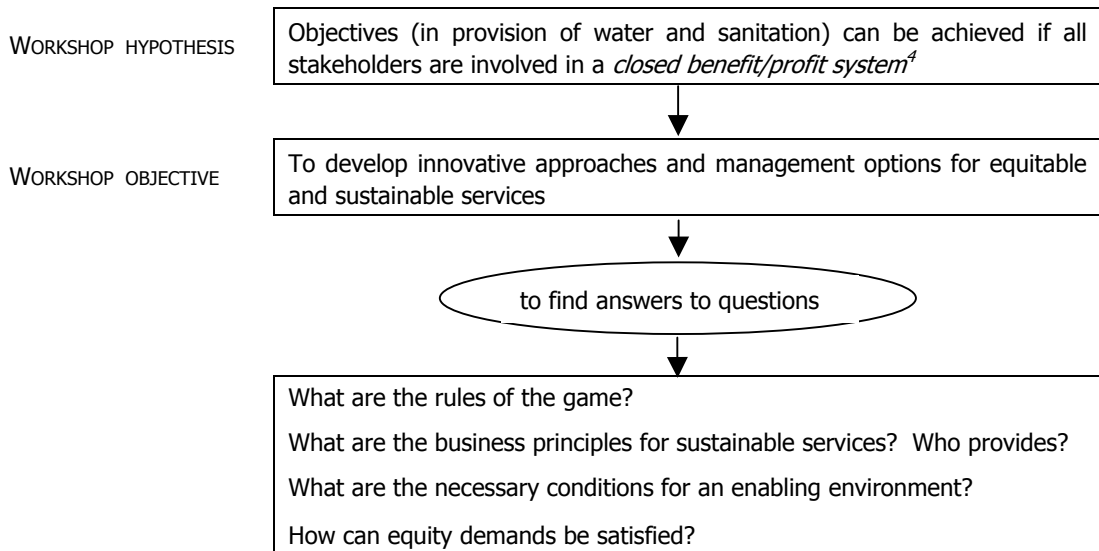 WORKSHOP HYPOTHESIS
Objectives (in provision of water and sanitation) can be achieved if all
stakeholders are involved in a closed benefit/profit system4
WORKSHOP OBJECTIVE
To develop innovative approaches and management options for equitable
and sustainable services
to find answers to questions
What are the rules of the game?
What are the business principles for sustainable services? Who provides?
What are the necessary conditions for an enabling environment?
How can equity demands be satisfied?